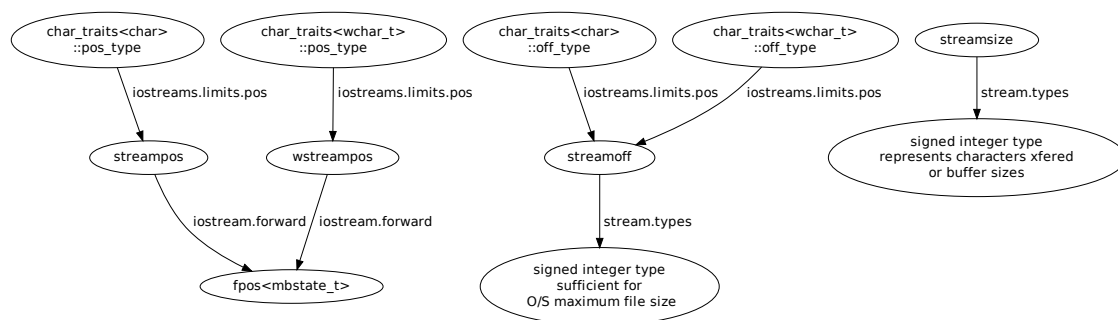 char_traits<char>
::pos_type
char_traits<wchar_t>
::pos_type
char_traits<char>
::off_type
char_traits<wchar_t>
::off_type
streamsize
iostreams.limits.pos
iostreams.limits.pos
iostreams.limits.pos
iostreams.limits.pos
stream.types
streampos
wstreampos
streamoff
signed integer type
represents characters xfered
or buffer sizes
iostream.forward
iostream.forward
stream.types
fpos<mbstate_t>
signed integer type
sufficient for
O/S maximum file size